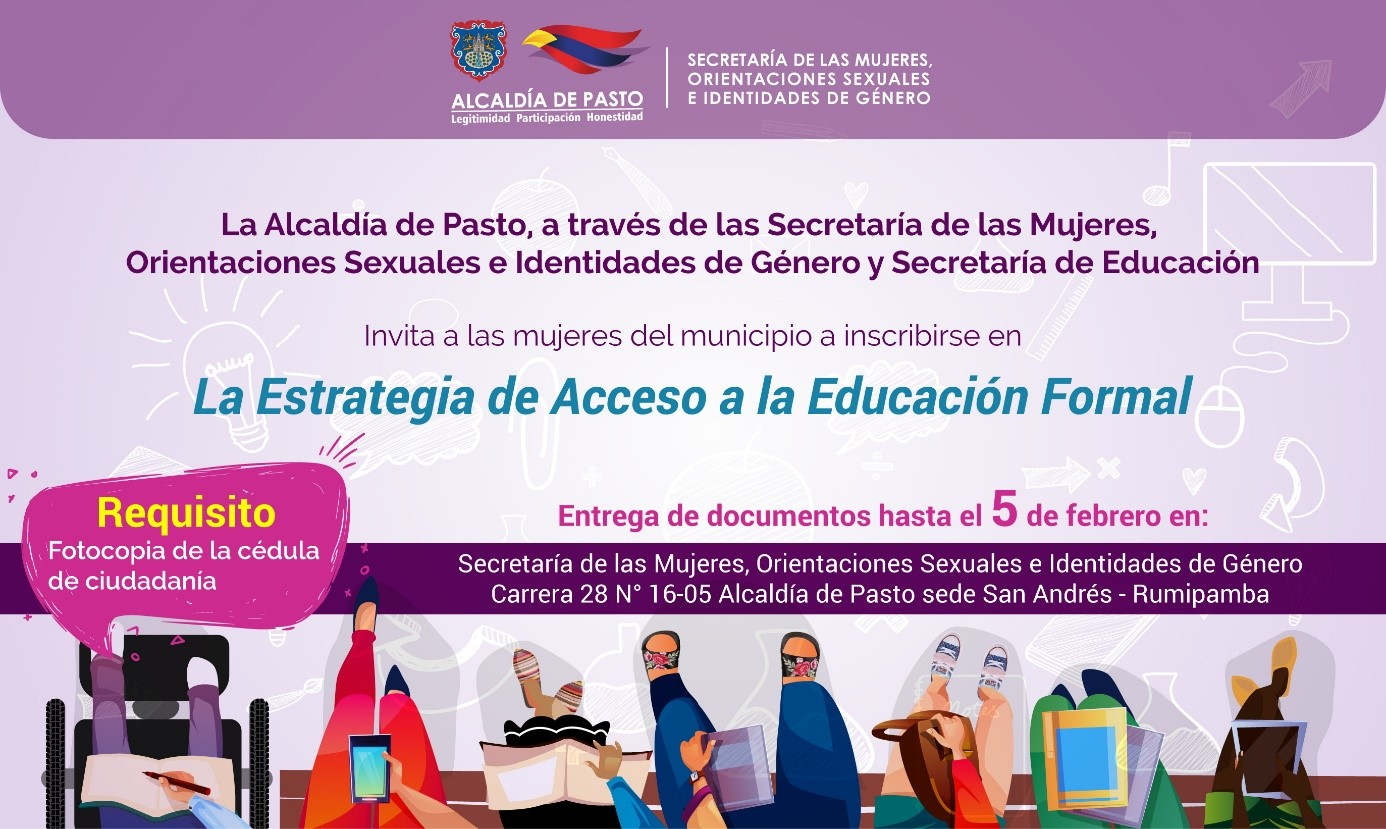 ALCALDÍA DE PASTO
Legitimidad Participación Honestidad
SECRETARÍA DE LAS MUJERES,
ORIENTACIONES SEXUALES
E IDENTIDADES DE GÉNERO
La Alcaldía de Pasto, a través de las Secretaría de las Mujeres,
Orientaciones Sexuales e Identidades de Género y Secretaría de Educación
Invita a las mujeres del municipio a inscribirse en
La Estrategia de Acceso a la Educación Formal
Requisito
Fotocopia de la cédula
de ciudadanía
Entrega de documentos hasta el 5 de febrero en:
Secretaría de las Mujeres, Orientaciones Sexuales e Identidades de Género
Carrera 28 N° 16-05 Alcaldía de Pasto sede San Andrés - Rumipamba
Notes